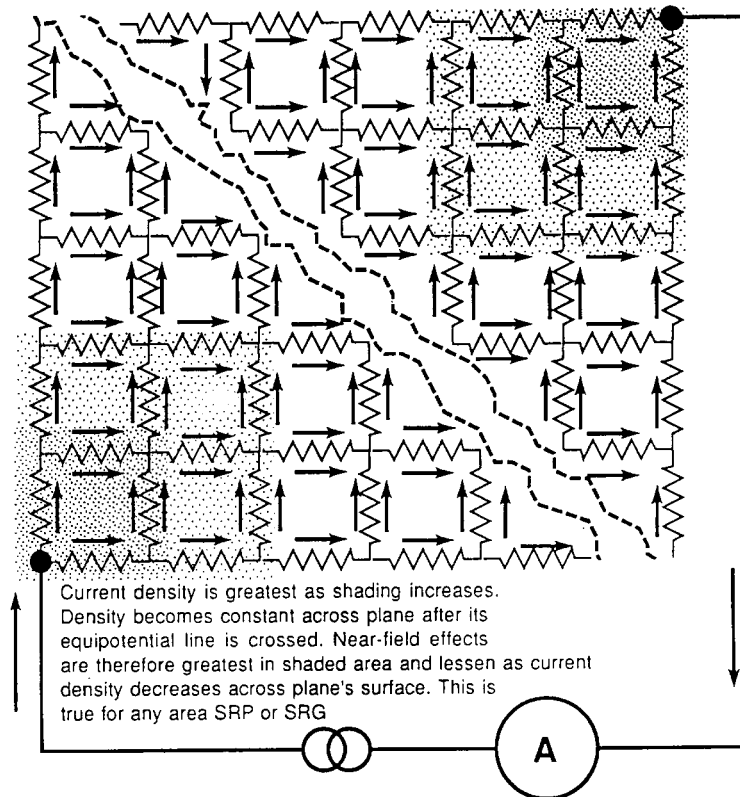 Current density is greatest as shading increases.
Density becomes constant across plane after its
equipotential line is crossed. Near-field effects
are therefore greatest in shaded area and lessen as current
density decreases across plane's surface. This is
true for any area SRP or SRG
A